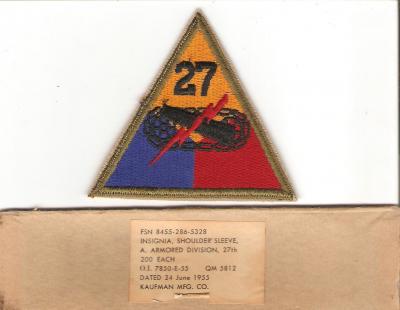 27
FSN 8455-286-5328
INSIGNIA, SHOULDER SLEEVE,
A. ARMORED DIVISION, 27th
200 EACH
O.I. 7850-E-55 QM 5812
DATED 24 June 1955
KAUFMAN MFG. CO.